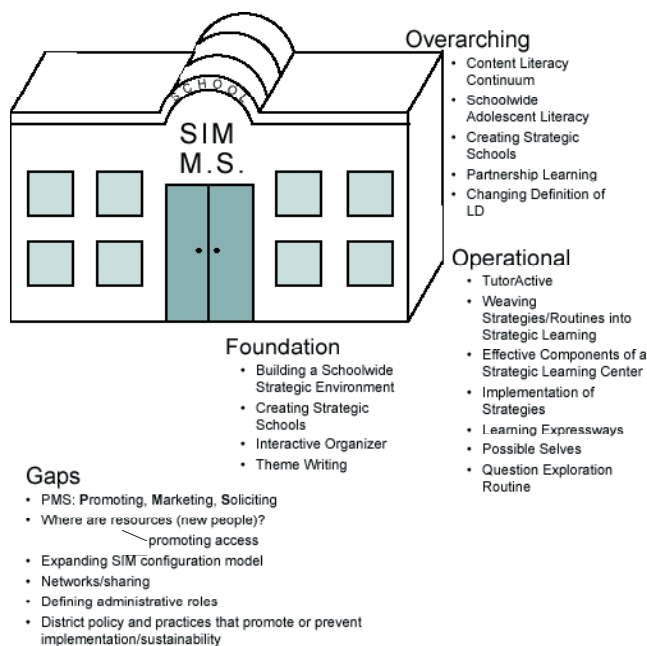 SCHOOL
SIM
M.S.
Overarching
• Content Literacy
Continuum
• Schoolwide
Adolescent Literacy
• Creating Strategic
Schools
• Partnership Learning
• Changing Definition of
LD
Operational
• TutorActive
• Weaving
Strategies/Routines into
Strategic Learning
• Effective Components of a
Strategic Learning Center
• Implementation of
Strategies
• Learning Expressways
• Possible Selves
• Question Exploration
Routine
Foundation
• Building a Schoolwide
Strategic Environment
• Creating Strategic
Schools
• Interactive Organizer
• Theme Writing
Gaps
• PMS: Promoting, Marketing, Soliciting
• Where are resources (new people)?
promoting access
• Expanding SIM configuration model
• Networks/sharing
• Defining administrative roles
• District policy and practices that promote or prevent
implementation/sustainability